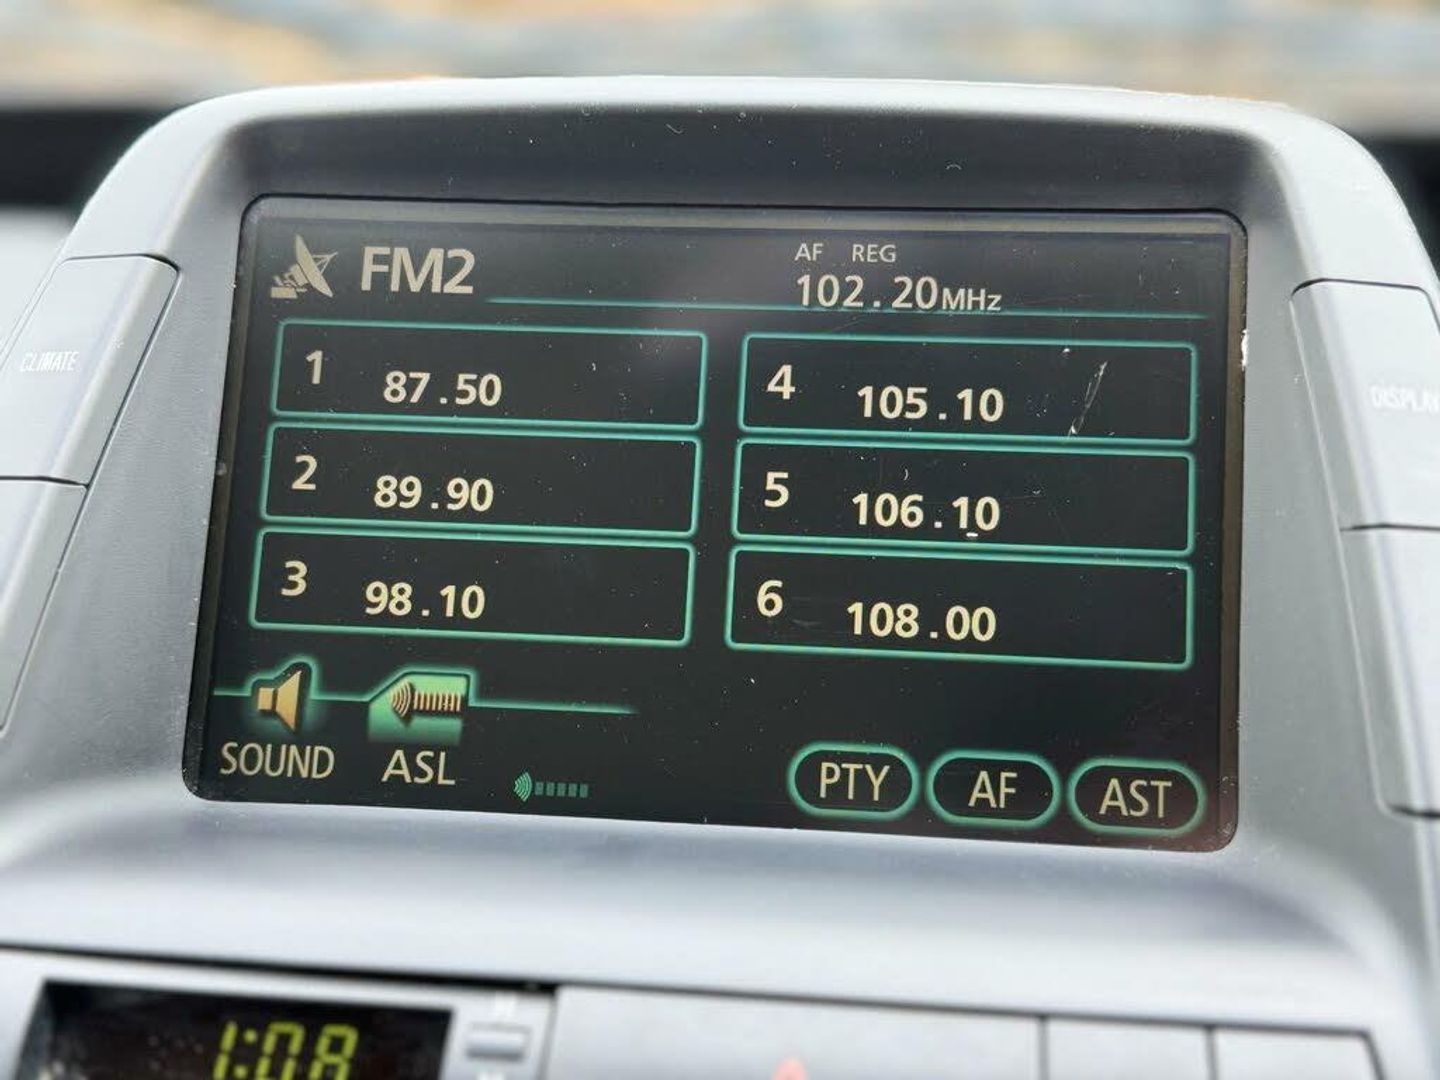 FM2
AF REG
102.20MHz
CLIMATE
DISPLAY
1 87.50
4 105.10
2 89.90
5 106.10
3 98.10
6 108.00
SOUND
ASL
PTY
AF
AST
1:08